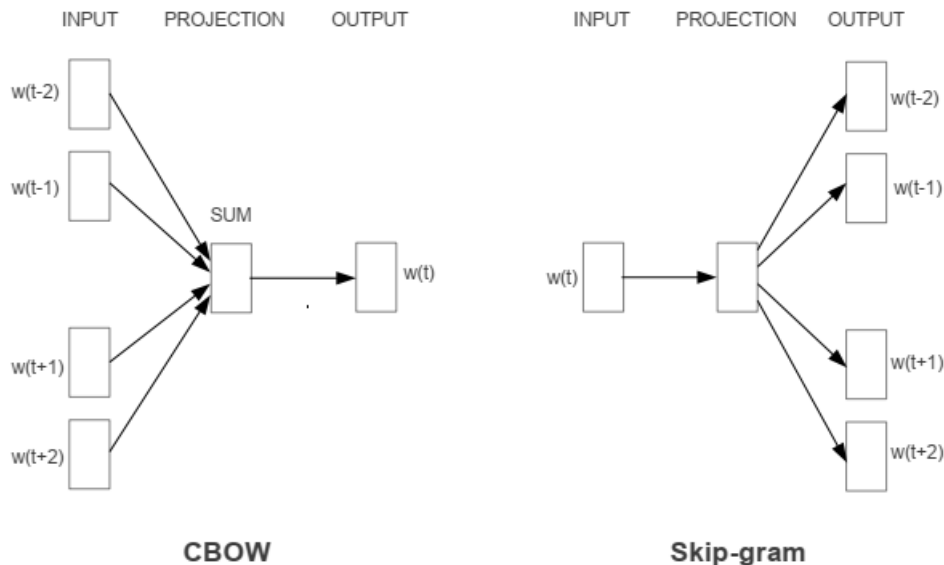 INPUT PROJECTION OUTPUT
w(t-2)
w(t-1)
SUM
w(t)
w(t+1)
w(t+2)
CBOW
INPUT PROJECTION OUTPUT
w(t-2)
w(t-1)
w(t)
w(t+1)
w(t+2)
Skip-gram